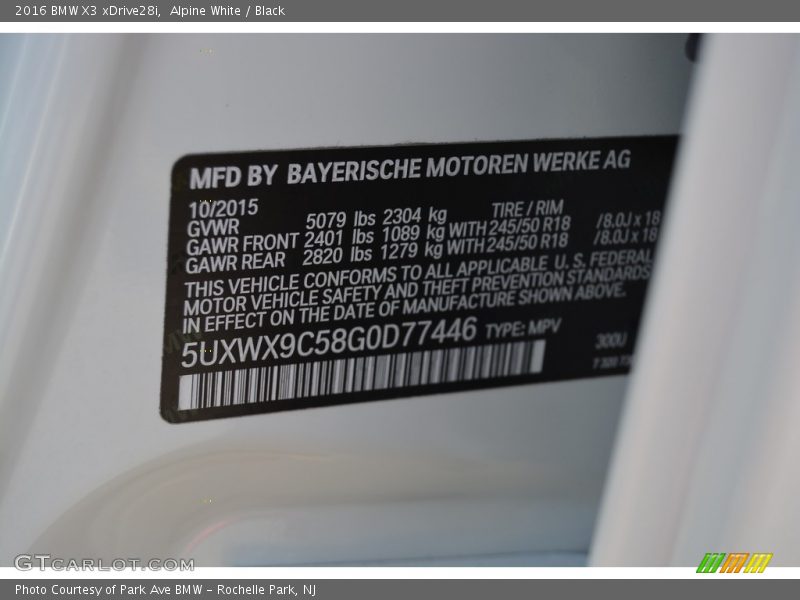 2016 BMW X3 xDrive28i, Alpine White / Black
MFD BY BAYERISCHE MOTOREN WERKE AG
10/2015 TIRE / RIM
GVWR 5079 lbs 2304 kg
GAWR FRONT 2401 lbs 1089 kg WITH 245/50 R18 /8.0J x 18
GAWR REAR 2820 lbs 1279 kg WITH 245/50 R18 /8.0J x 18
THIS VEHICLE CONFORMS TO ALL APPLICABLE U. S. FEDERAL
MOTOR VEHICLE SAFETY AND THEFT PREVENTION STANDARDS
IN EFFECT ON THE DATE OF MANUFACTURE SHOWN ABOVE.
5UXWX9C58G0D77446 TYPE: MPV
300U
GTCARLOT.COM
Photo Courtesy of Park Ave BMW - Rochelle Park, NJ